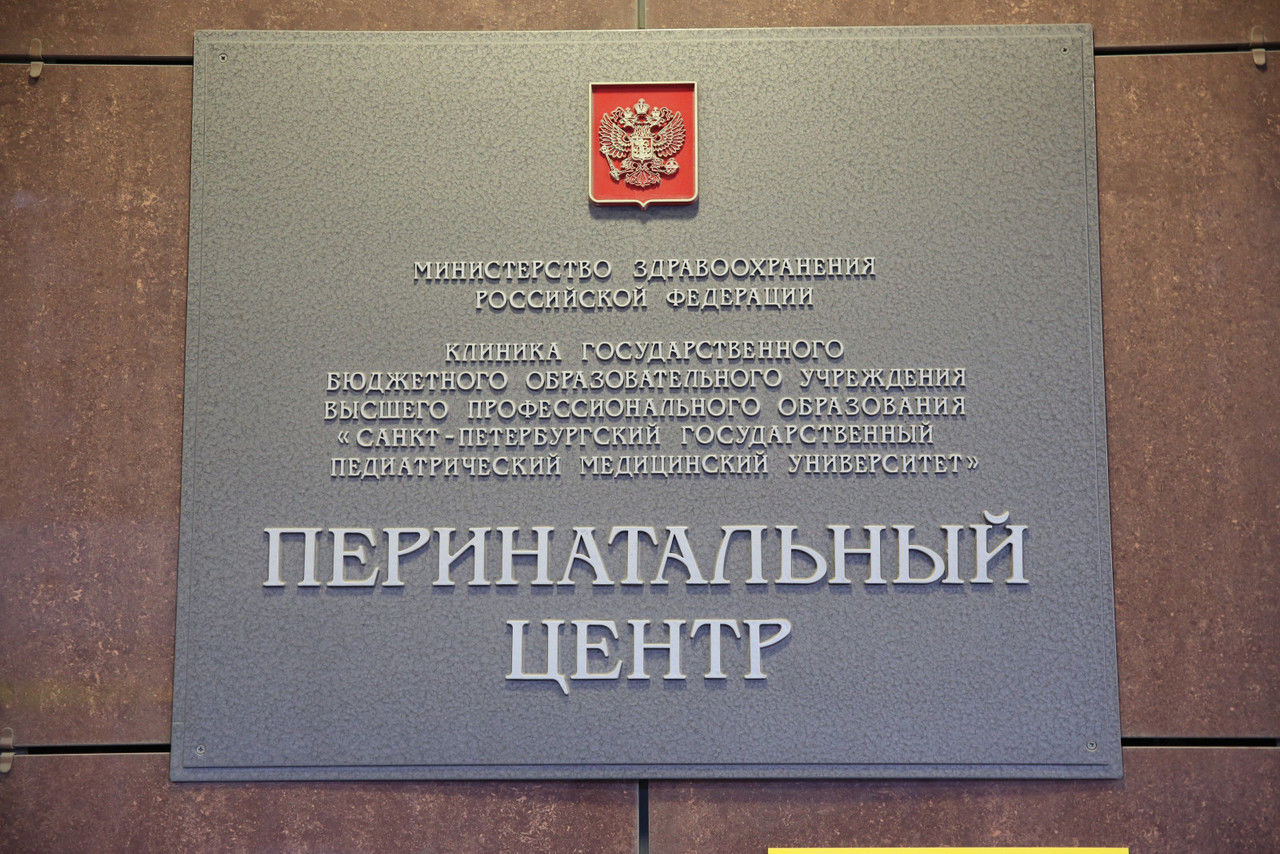 МИНИСТЕРСТВО ЗДРАВООХРАНЕНИЯ
РОССИЙСКОЙ ФЕДЕРАЦИИ
КЛИНИКА ГОСУДАРСТВЕННОГО
БЮДЖЕТНОГО ОБРАЗОВАТЕЛЬНОГО УЧРЕЖДЕНИЯ
ВЫСШЕГО ПРОФЕССИОНАЛЬНОГО ОБРАЗОВАНИЯ
«САНКТ-ПЕТЕРБУРГСКИЙ ГОСУДАРСТВЕННЫЙ
ПЕДИАТРИЧЕСКИЙ МЕДИЦИНСКИЙ УНИВЕРСИТЕТ»
ПЕРИНАТАЛЬНЫЙ
ЦЕНТР